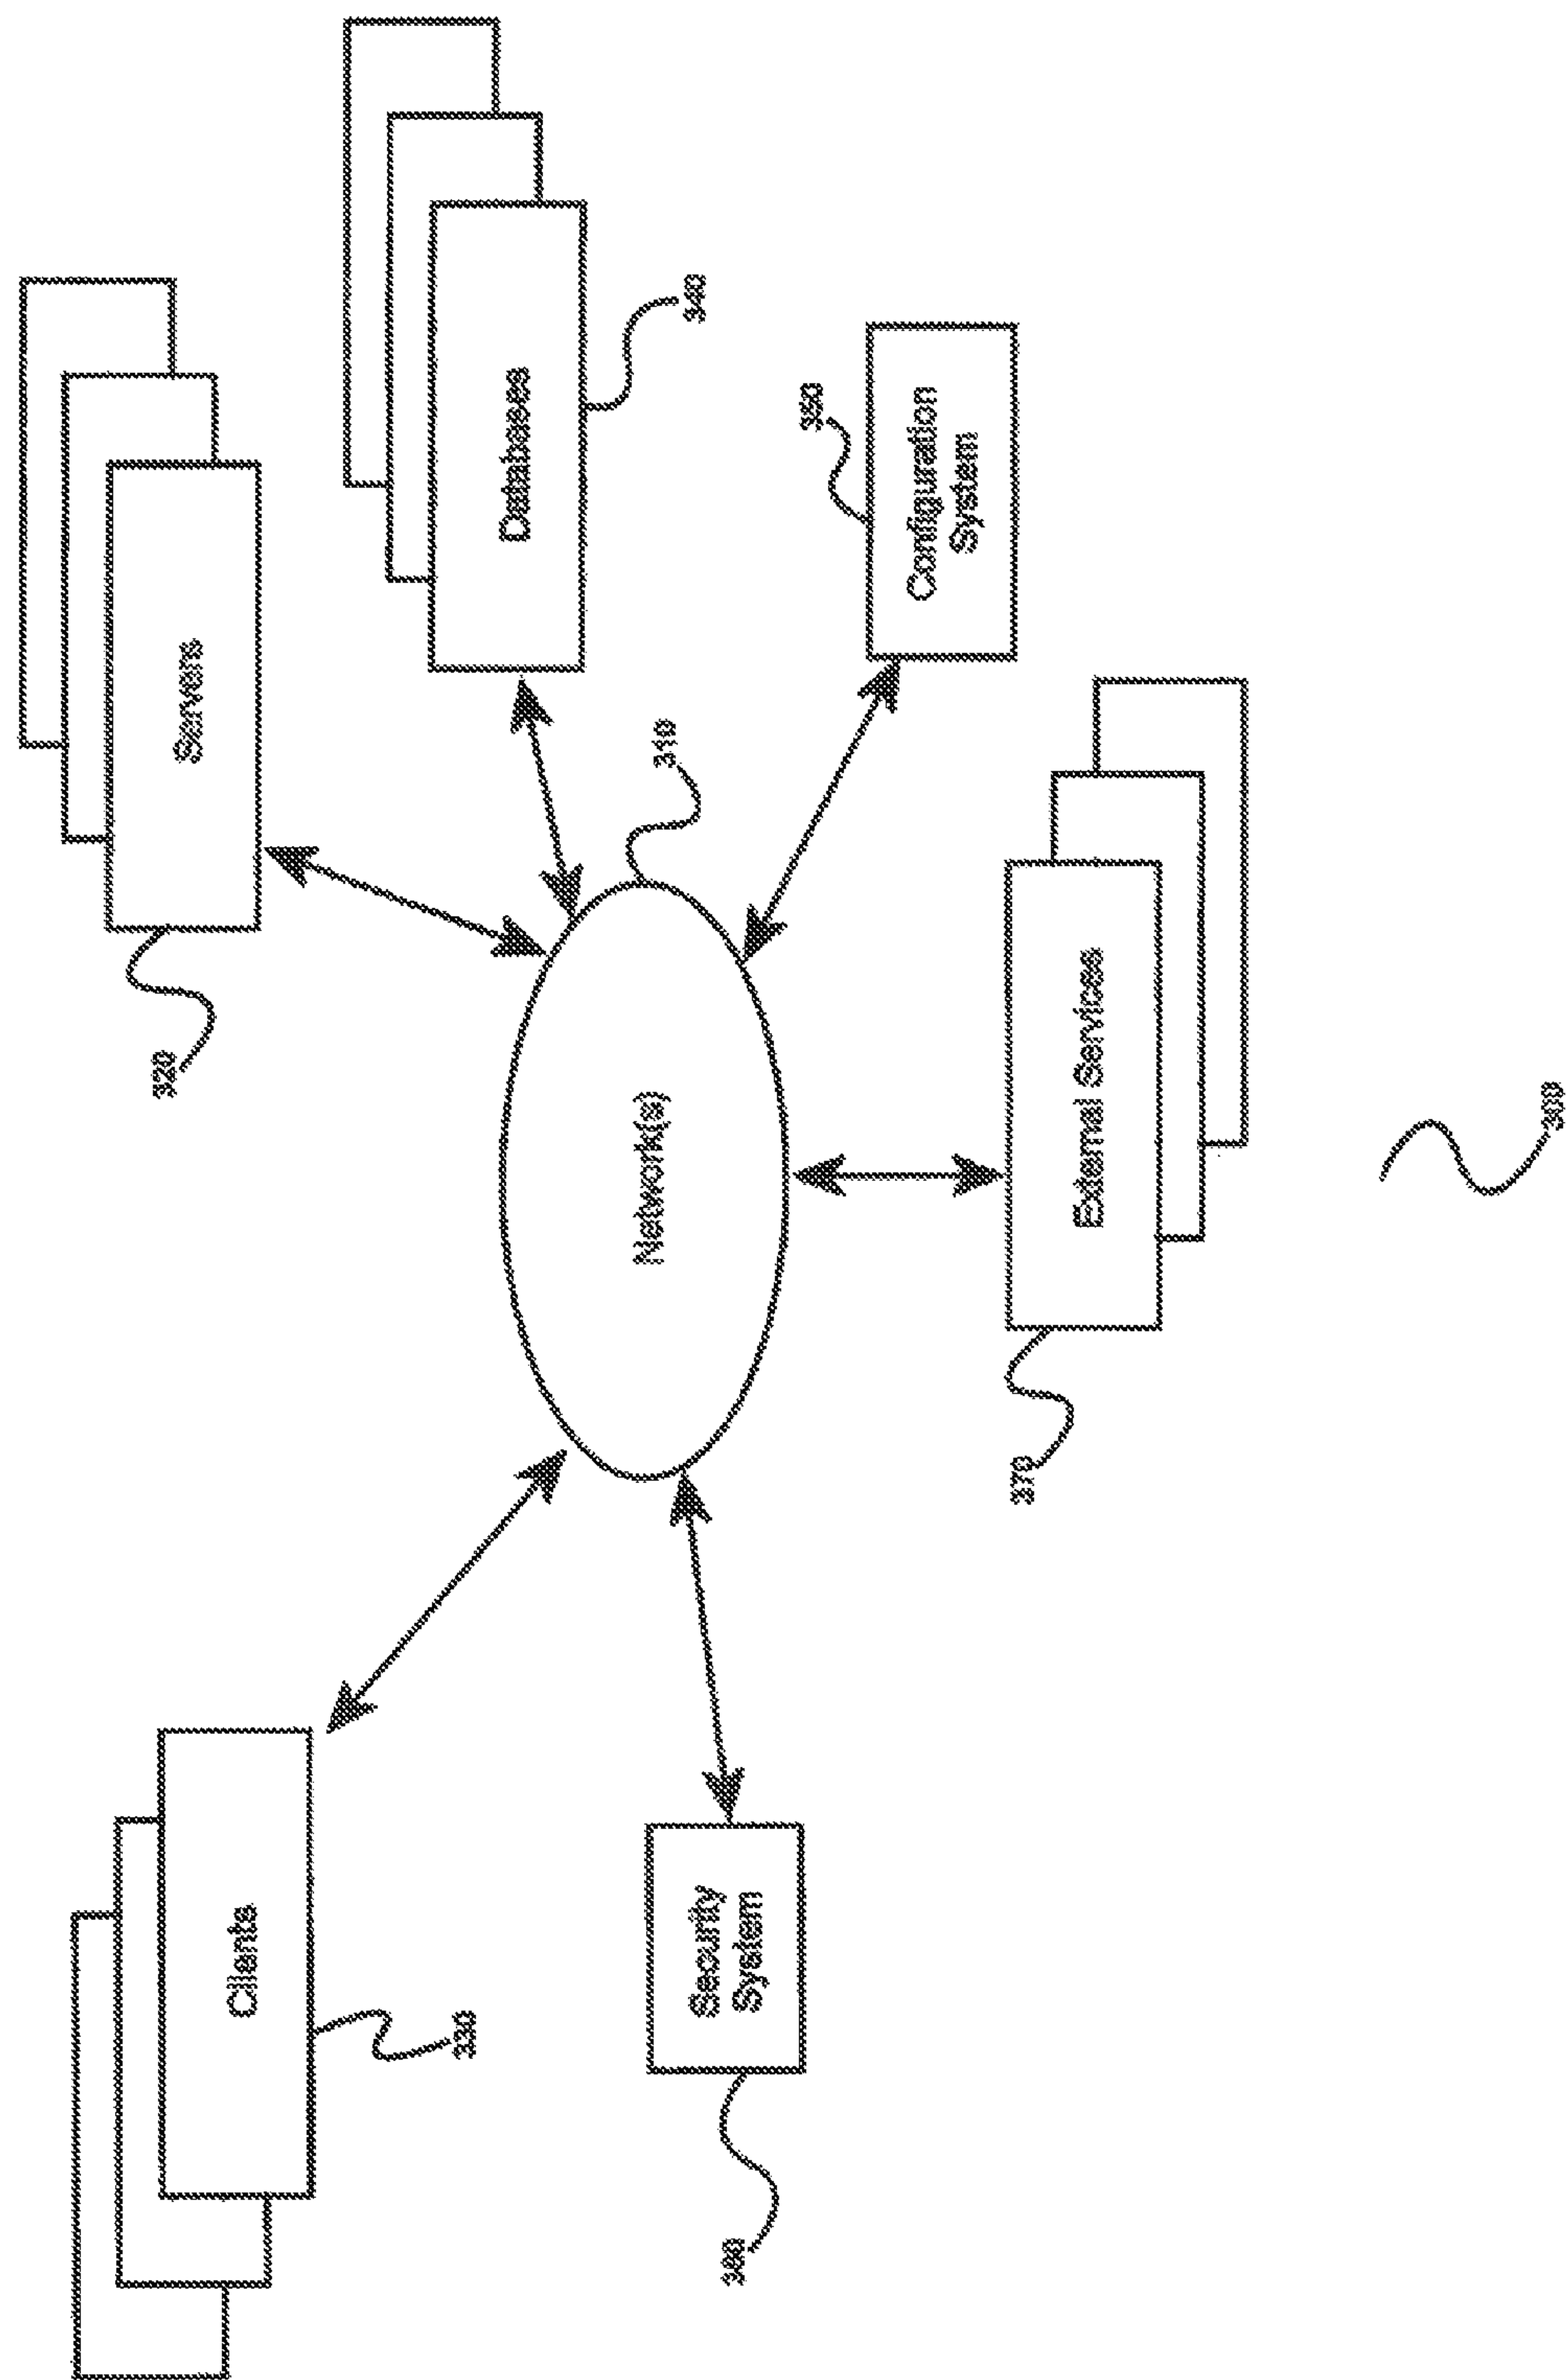 Clients
330
Servers
320
Databases
340
Network(s)
310
Security
System
360
Configuration
System
350
External Services
370
300